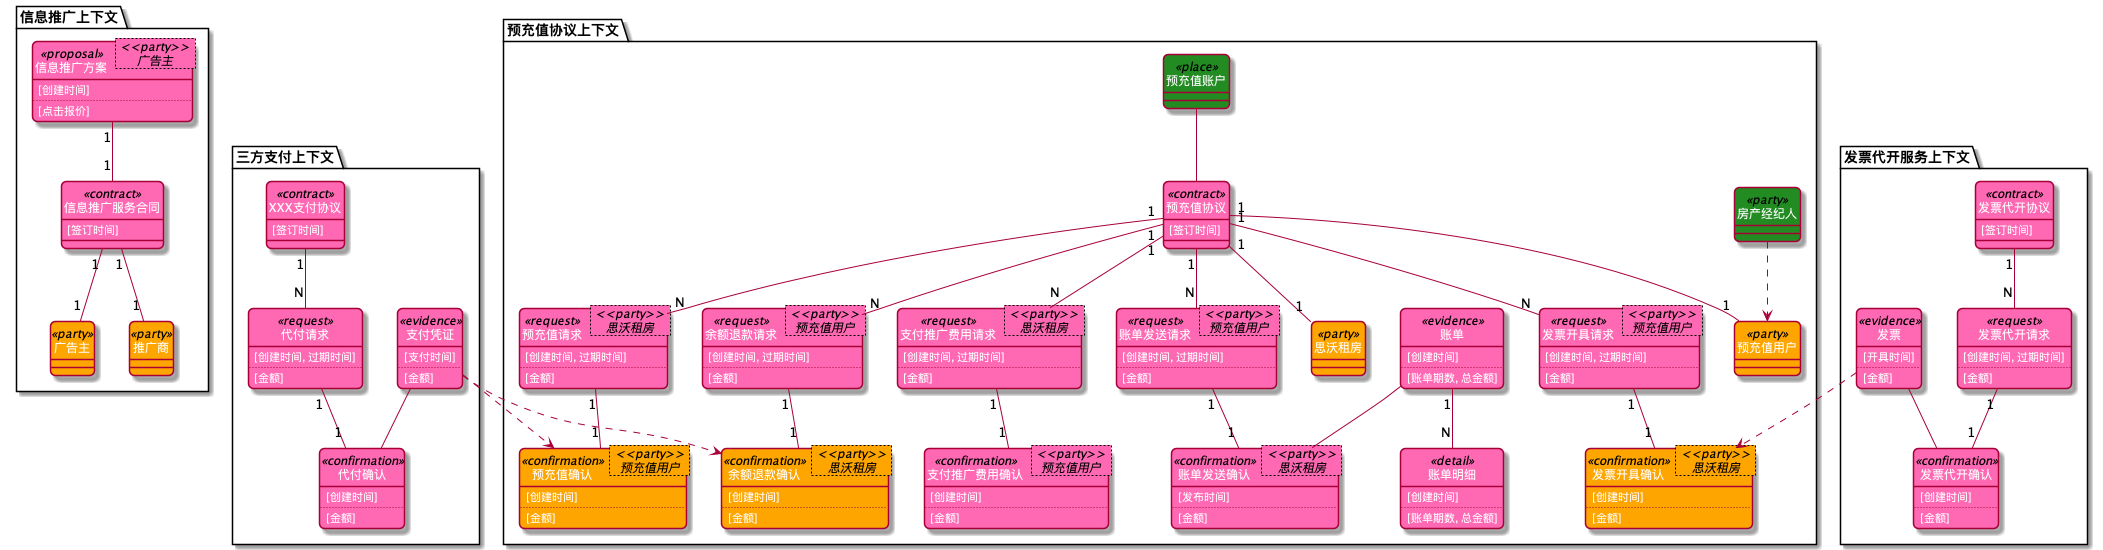 信息推广上下文
«proposal»
信息推广方案
<<party>>
广告主
[创建时间]
[点击报价]
1
1
«contract»
信息推广服务合同
[签订时间]
1
1
1
1
«party»
广告主
«party»
推广商
三方支付上下文
«contract»
XXX支付协议
[签订时间]
1
N
«request»
代付请求
[创建时间, 过期时间]
[金额]
«evidence»
支付凭证
[支付时间]
[金额]
1
1
«confirmation»
代付确认
[创建时间]
[金额]
预充值协议上下文
«place»
预充值账户
«contract»
预充值协议
[签订时间]
1
1
1
1
1
1
1
N
N
N
N
1
N
1
«party»
房产经纪人
«request»
预充值请求
<<party>>
思沃租房
[创建时间, 过期时间]
[金额]
«request»
余额退款请求
<<party>>
预充值用户
[创建时间, 过期时间]
[金额]
«request»
支付推广费用请求
<<party>>
思沃租房
[创建时间, 过期时间]
[金额]
«request»
账单发送请求
<<party>>
预充值用户
[创建时间, 过期时间]
[金额]
«party»
思沃租房
«evidence»
账单
[创建时间]
[账单期数, 总金额]
«request»
发票开具请求
<<party>>
预充值用户
[创建时间, 过期时间]
[金额]
«party»
预充值用户
1
1
1
1
1
1
1
1
1
N
1
1
«confirmation»
预充值确认
<<party>>
预充值用户
[创建时间]
[金额]
«confirmation»
余额退款确认
<<party>>
思沃租房
[创建时间]
[金额]
«confirmation»
支付推广费用确认
<<party>>
预充值用户
[创建时间]
[金额]
«confirmation»
账单发送确认
<<party>>
思沃租房
[发布时间]
[金额]
«detail»
账单明细
[创建时间]
[账单期数, 总金额]
«confirmation»
发票开具确认
<<party>>
思沃租房
[创建时间]
[金额]
发票代开服务上下文
«contract»
发票代开协议
[签订时间]
1
N
«evidence»
发票
[开具时间]
[金额]
«request»
发票代开请求
[创建时间, 过期时间]
[金额]
1
1
«confirmation»
发票代开确认
[创建时间]
[金额]